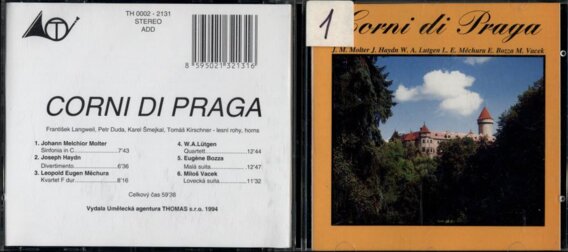 TH 0002 - 2131
STEREO
ADD
8 595021 321316
CORNI DI PRAGA
František Langweil, Petr Duda, Karel Šmejkal, Tomáš Kirschner - lesní rohy, horns
1. Johann Melchior Molter
Sinfonia in C 7'43
2. Joseph Haydn
Divertimento 6'36
3. Leopold Eugen Měchura
Kvartet F dur 8'16
4. W.A.Lütgen
Quartett 12'44
5. Eugène Bozza
Malá suita 12'47
6. Miloš Vacek
Lovecká suita 11'32
Celkový čas 59'38
Vydala Umělecká agentura THOMAS s.r.o. 1994
1
Corni di Praga
J. M. Molter J. Haydn W. A. Lutgen L. E. Měchura E. Bozza M. Vacek